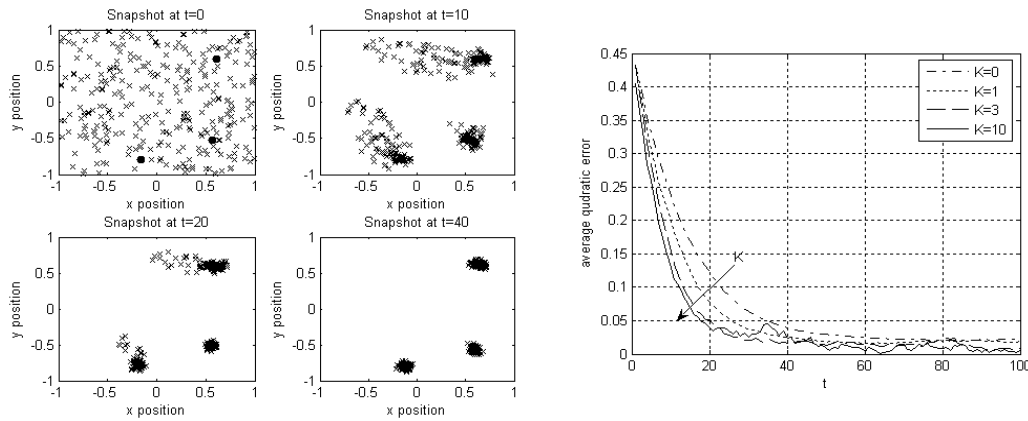 Snapshot at t=0
1
0.5
0
-0.5
-1
-1 -0.5 0 0.5 1
y position
x position
Snapshot at t=10
1
0.5
0
-0.5
-1
-1 -0.5 0 0.5 1
y position
x position
Snapshot at t=20
1
0.5
0
-0.5
-1
-1 -0.5 0 0.5 1
y position
x position
Snapshot at t=40
1
0.5
0
-0.5
-1
-1 -0.5 0 0.5 1
y position
x position
0.45
0.4
0.35
0.3
0.25
0.2
0.15
0.1
0.05
0
0 20 40 60 80 100
average qudratic error
t
K=0
K=1
K=3
K=10
K